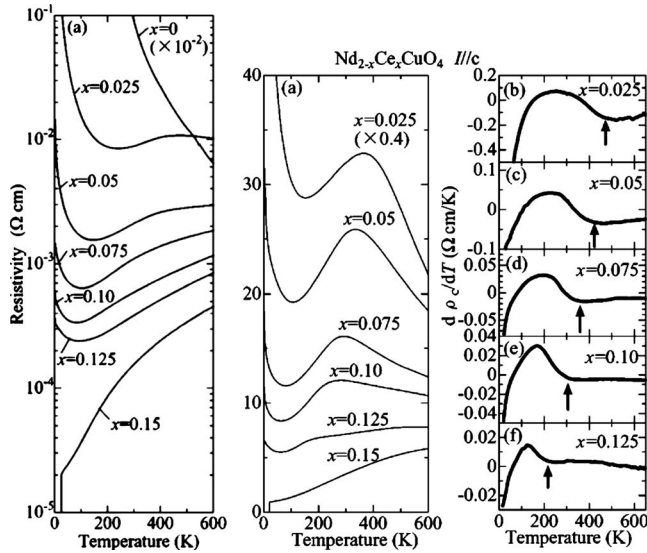 Nd2-xCexCuO4 I//c
(a)
x=0
(×10-2)
x=0.025
x=0.05
x=0.075
x=0.10
x=0.125
x=0.15
10-1
10-2
10-3
10-4
10-5
Resistivity (Ω cm)
0 200 400 600
Temperature (K)
(a)
x=0.025
(×0.4)
x=0.05
x=0.075
x=0.10
x=0.125
x=0.15
40
30
20
10
0
0 200 400 600
Temperature (K)
d ρc/dT (Ω cm/K)
(b) x=0.025
0.2
0
-0.2
-0.4
(c) x=0.05
0.1
0
0.1
(d) x=0.075
0.05
0
-0.05
(e) x=0.10
0.04
0.02
0
-0.02
0.04
(f) x=0.125
0.02
0
-0.02
0 200 400 600
Temperature (K)